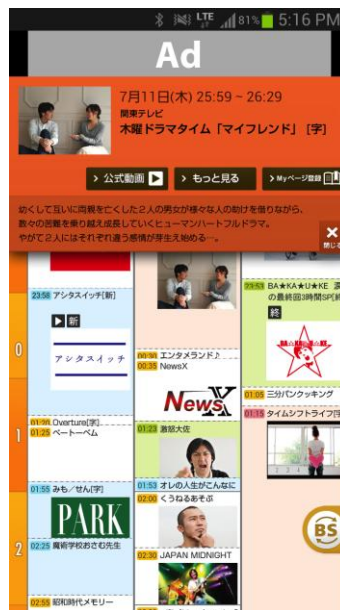 LTE 81% 5:16 PM
Ad
7月11日(木) 25:59 ~ 26:29
関東テレビ
木曜ドラマタイム「マイフレンド」 [字]
> 公式動画
> もっと見る
> Myページ登録
幼くして互いに両親を亡くした2人の男女が様々な人の助けを借りながら、
数々の苦難を乗り越え成長していくヒューマンハートフルドラマ。
やがて2人にはそれぞれ違う感情が芽生え始める…。
閉じる
23:58 アシタスイッチ[新]
新
アシタスイッチ
0
01:30 Overture[字]
01:25 ベートーベム
1
01:55 みも/せん[字]
PARK
02:25 魔術学校おさむ先生
2
02:55 昭和時代メモリー
00:30 エンタメランド♪
00:35 NewsX
NewsX
01:23 激怒大佐
01:53 オレの人生がこんなに
02:00 くうねるあそぶ
02:30 JAPAN MIDNIGHT
23:53 BA★KA★U★KE
の最終回3時間SP[終
終
BA★KA★U★KE
01:05 三分パンクッキング
01:15 タイムシフトライフ[字
1 2 3 4
BS